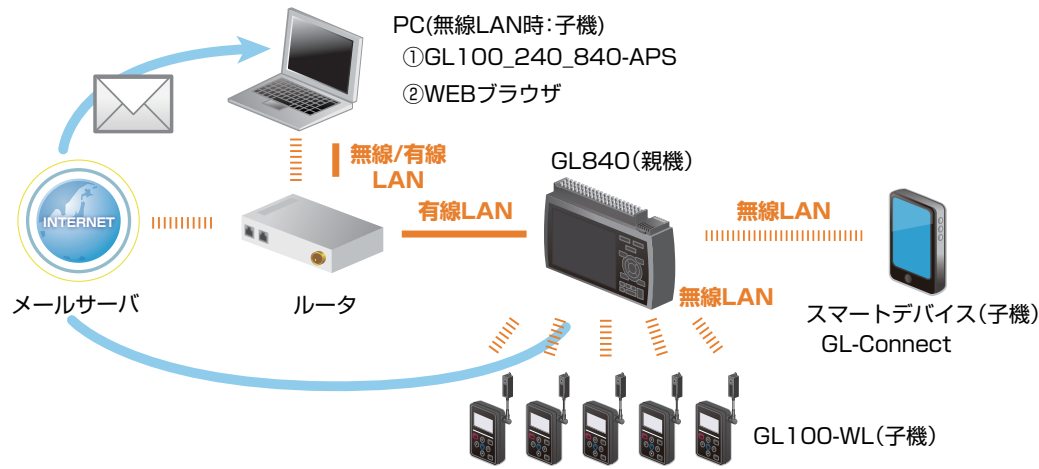 PC(無線LAN時:子機)
①GL100_240_840-APS
②WEBブラウザ
無線/有線
LAN
GL840(親機)
INTERNET
有線LAN
無線LAN
無線LAN
メールサーバ
ルータ
スマートデバイス(子機)
GL-Connect
GL100-WL(子機)